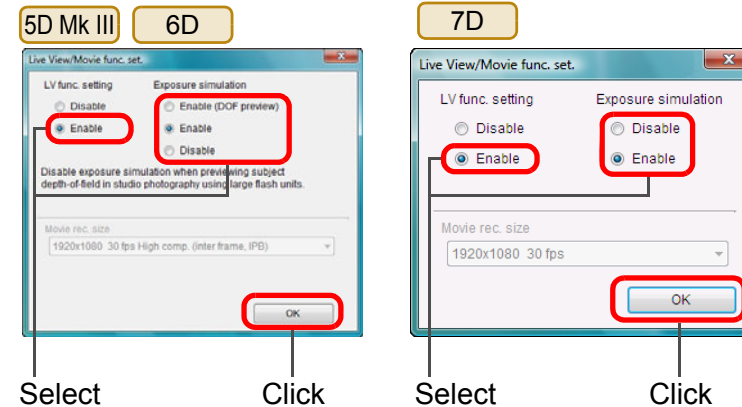 5D Mk III 6D
Live View/Movie func. set.
LV func. setting Exposure simulation
Disable Enable (DOF preview)
Enable Enable
Disable
Disable exposure simulation when previewing subject
depth-of-field in studio photography using large flash units.
Movie rec. size
1920x1080 30 fps High comp. (inter frame, IPB)
OK
Select Click
7D
Live View/Movie func. set.
LV func. setting Exposure simulation
Disable Disable
Enable Enable
Movie rec. size
1920x1080 30 fps
OK
Select Click